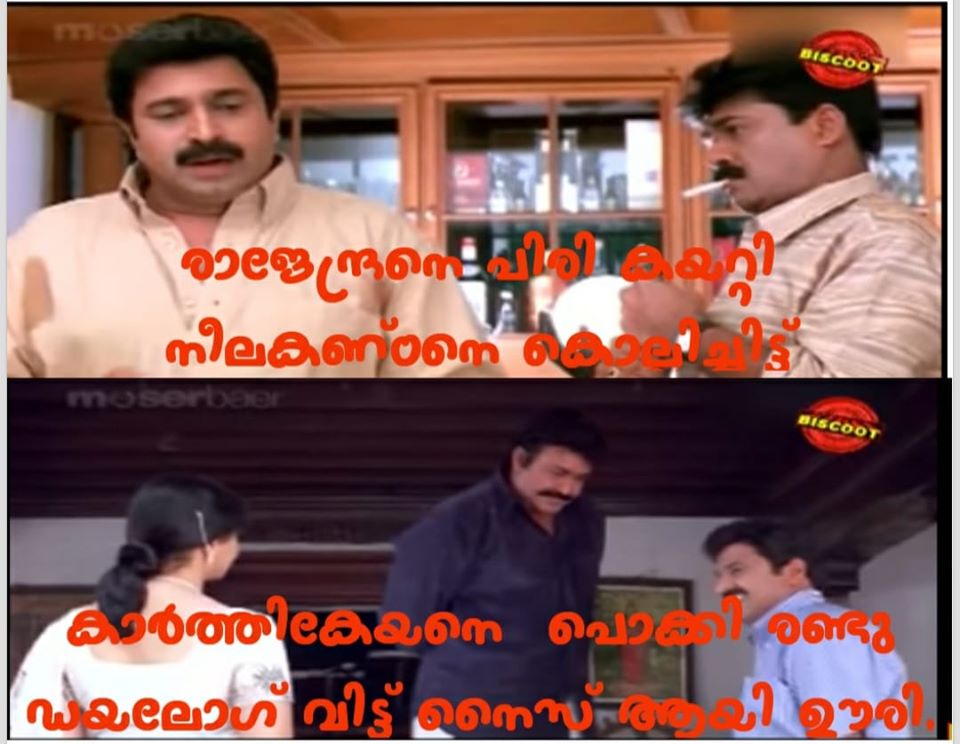 moserbaer
BISCOOT
രാജേന്ദ്രനെ പിരി കയറ്റി
നീലകണ്ഠനെ കൊലിച്ചിട്ട്
moserbaer
BISCOOT
കാർത്തികേയനെ പൊക്കി രണ്ടു
ഡയലോഗ് വിട്ട് നൈസ് ആയി ഊരി.